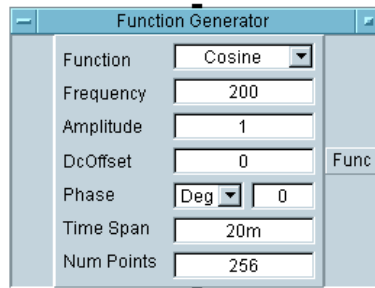 Function Generator
Function Cosine
Frequency 200
Amplitude 1
DcOffset 0 Func
Phase Deg 0
Time Span 20m
Num Points 256